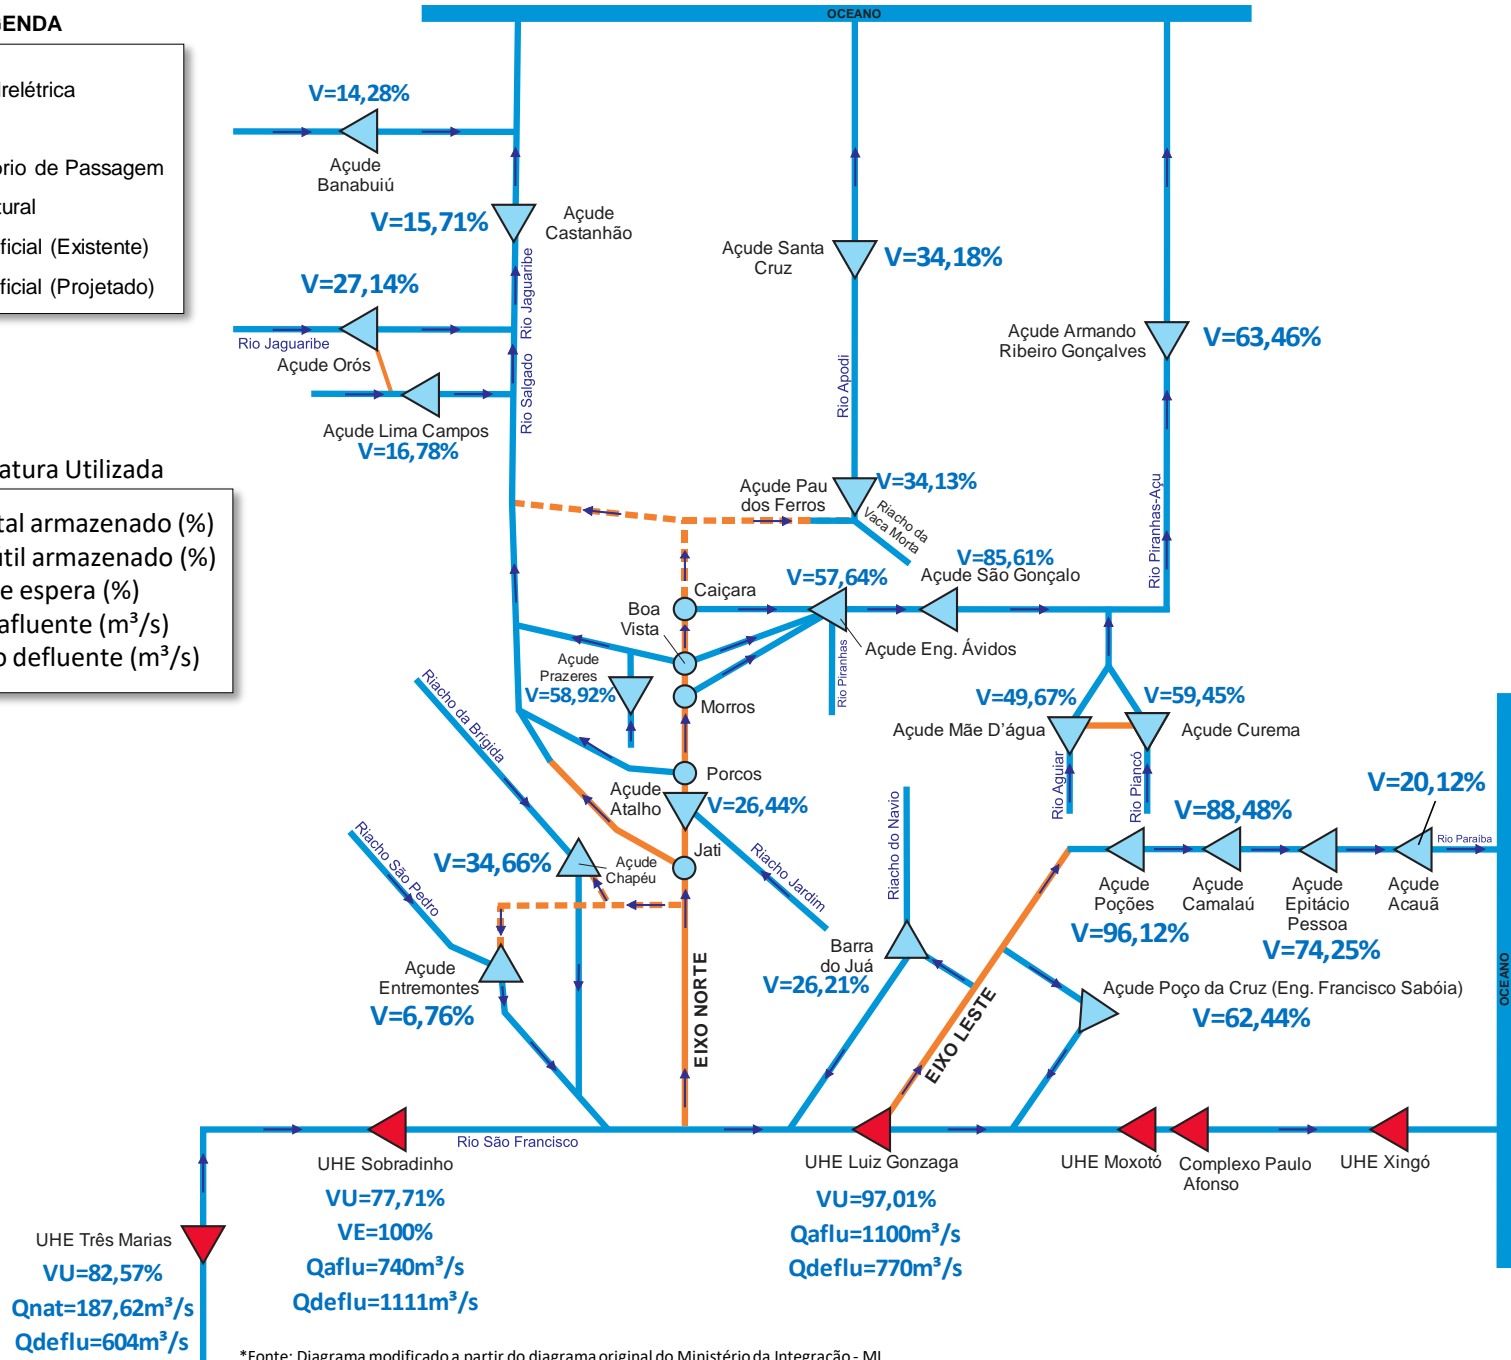 OCEANO
GENDA
drelétrica
V=14,28%
Açude
Banabuiú
ório de Passagem
tural
V=15,71%
Açude
Castanhão
ificial (Existente)
Açude Santa
Cruz
V=34,18%
V=27,14%
ificial (Projetado)
Rio Jaguaribe
Rio Jaguaribe
Açude Orós
Açude Armando
Ribeiro Gonçalves
V=63,46%
Rio Salgado
Rio Apodi
Açude Lima Campos
V=16,78%
atura Utilizada
Açude Pau
dos Ferros
V=34,13%
Riacho da
Vaca Morta
Rio Piranhas-Açu
tal armazenado (%)
útil armazenado (%)
e espera (%)
afluente (m³/s)
o defluente (m³/s)
V=85,61%
Açude São Gonçalo
V=57,64%
Caiçara
Boa
Vista
Açude Eng. Ávidos
Rio Piranhas
Açude
Prazeres
V=58,92%
Morros
Riacho da Brígida
V=49,67%
V=59,45%
Açude Mãe D'água
Açude Curema
Rio Aguiar
Rio Piancó
Porcos
Açude
Atalho
V=26,44%
V=20,12%
V=88,48%
Riacho do Navio
Riacho São Pedro
V=34,66%
Açude
Chapéu
Jati
Riacho Jardim
Rio Paraíba
Açude
Poções
Açude
Camalaú
Açude
Epitácio
Pessoa
Açude
Acauã
V=96,12%
V=74,25%
Barra
do Juá
V=26,21%
Açude
Entremontes
V=6,76%
EIXO NORTE
EIXO LESTE
Açude Poço da Cruz (Eng. Francisco Sabóia)
V=62,44%
OCEANO
Rio São Francisco
UHE Sobradinho
VU=77,71%
VE=100%
Qaflu=740m³/s
Qdeflu=1111m³/s
UHE Luiz Gonzaga
VU=97,01%
Qaflu=1100m³/s
Qdeflu=770m³/s
UHE Moxotó
Complexo Paulo
Afonso
UHE Xingó
UHE Três Marias
VU=82,57%
Qnat=187,62m³/s
Qdeflu=604m³/s
*Fonte: Diagrama modificado a partir do diagrama original do Ministério da Integração - MI